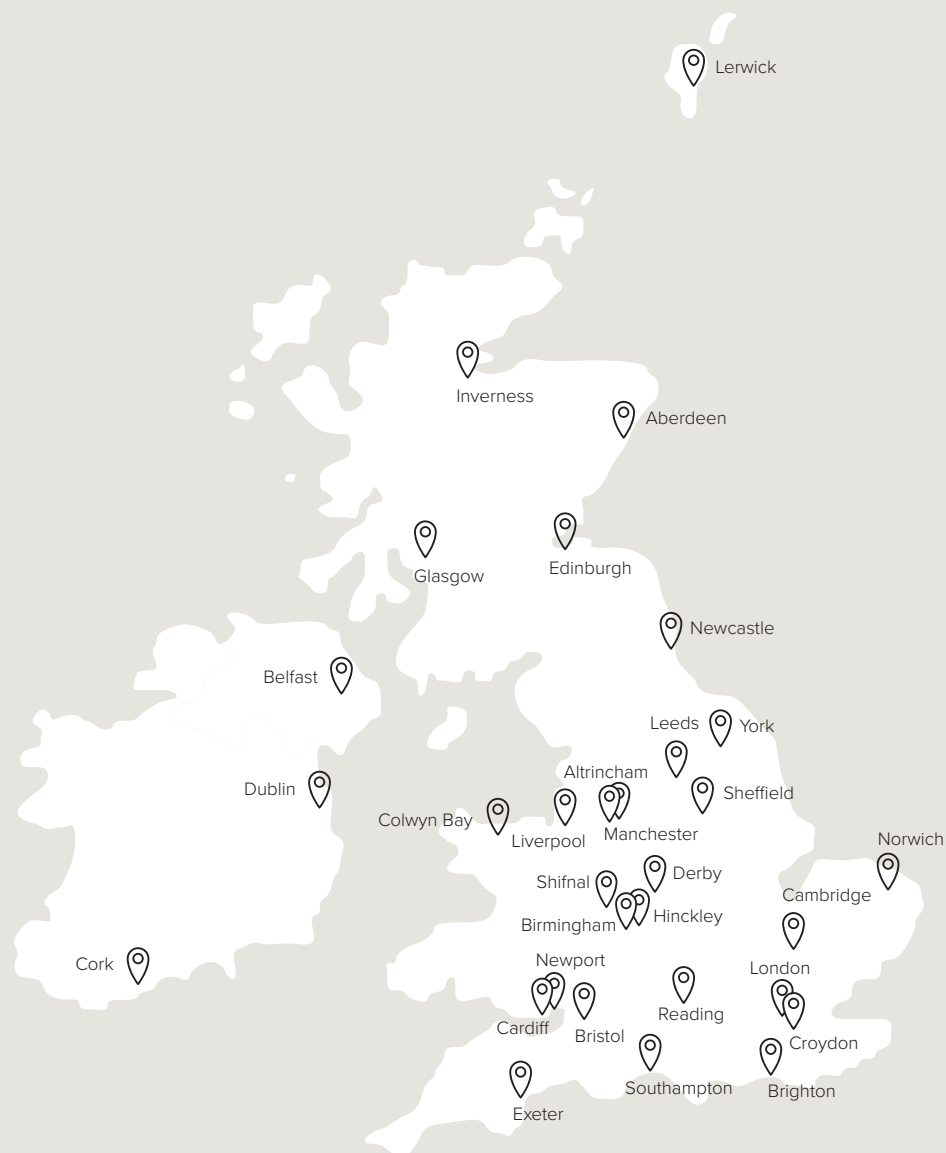 Lerwick
Inverness
Aberdeen
Edinburgh
Glasgow
Newcastle
Belfast
Leeds
York
Altrincham
Dublin
Sheffield
Colwyn Bay
Manchester
Liverpool
Norwich
Derby
Shifnal
Cambridge
Hinckley
Birmingham
Newport
Cork
London
Reading
Cardiff
Bristol
Croydon
Southampton
Brighton
Exeter